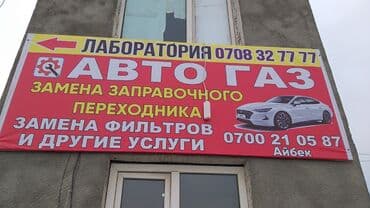 ЛАБОРАТОРИЯ 0708 32 77 77
АВТО ГАЗ
ЗАМЕНА ЗАПРАВОЧНОГО
ПЕРЕХОДНИКА
ЗАМЕНА ФИЛЬТРОВ
И ДРУГИЕ УСЛУГИ
0700 21 05 87
Айбек